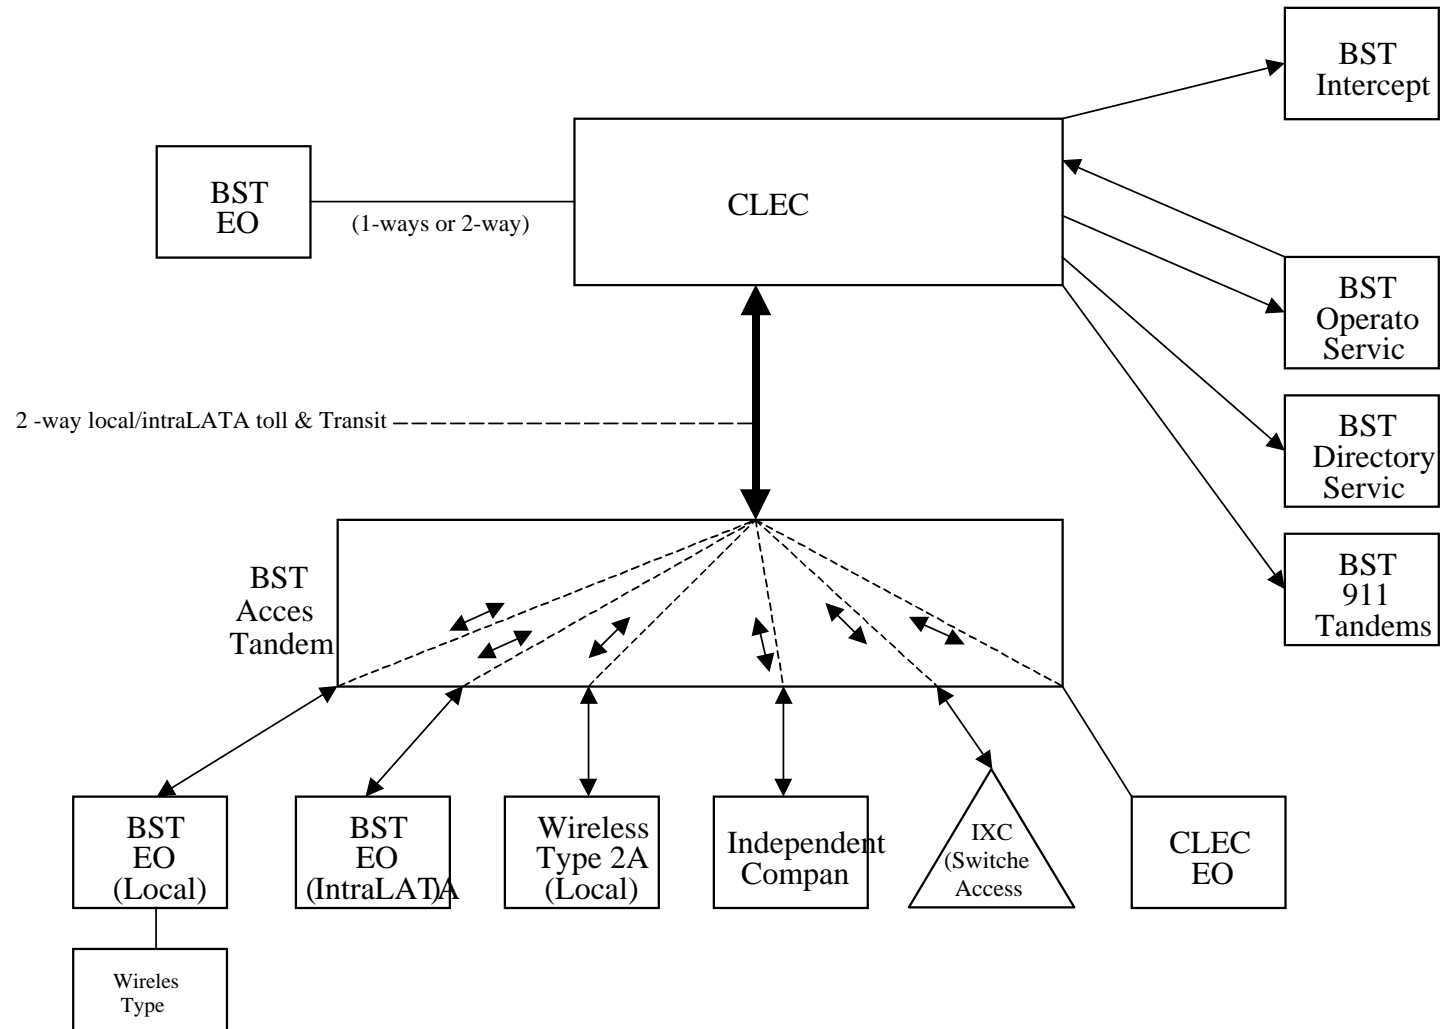 BST
Intercept
BST
EO
(1-ways or 2-way)
CLEC
BST
Operato
Servic
2 -way local/intraLATA toll & Transit
BST
Directory
Servic
BST
911
Tandems
BST
Acces
Tandem
BST
EO
(Local)
BST
EO
(IntraLATA)
Wireless
Type 2A
(Local)
Independent
Compan
IXC
(Switche
Access
CLEC
EO
Wireles
Type